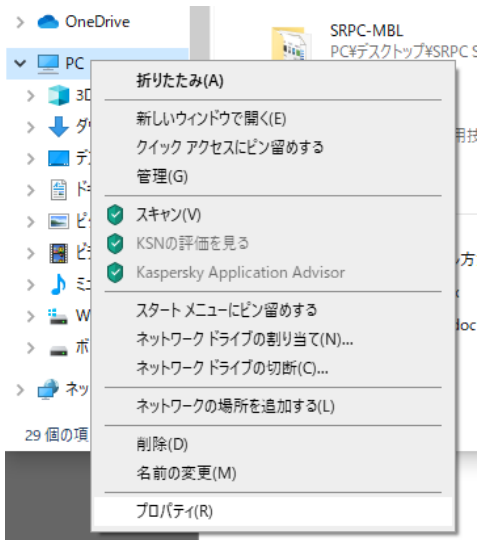 OneDrive
PC
SRPC-MBL
PC¥デスクトップ¥SRPC S
折りたたみ(A)
3D
新しいウィンドウで開く(E)
クイック アクセスにピン留めする
管理(G)
スキャン(V)
KSNの評価を見る
Kaspersky Application Advisor
スタート メニューにピン留めする
ネットワーク ドライブの割り当て(N)...
ネットワーク ドライブの切断(C)...
ネットワークの場所を追加する(L)
29 個の項
削除(D)
名前の変更(M)
プロパティ(R)